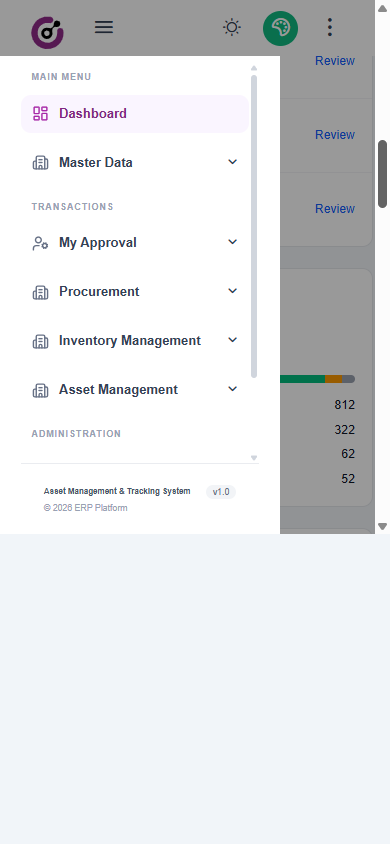 Review
MAIN MENU
Dashboard
Review
Master Data
TRANSACTIONS
Review
My Approval
Procurement
Inventory Management
Asset Management
812
322
ADMINISTRATION
62
52
Asset Management & Tracking System
v1.0
© 2026 ERP Platform